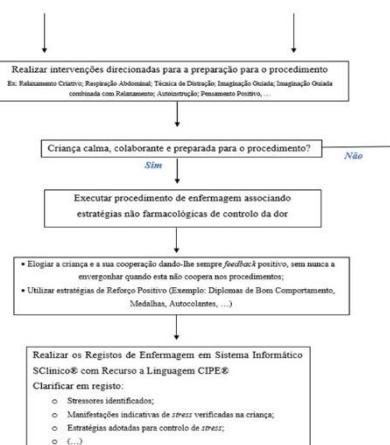 Realizar intervenções direcionadas para a preparação para o procedimento
Ex: Relaxamento Criativo; Respiração Abdominal; Técnica de Distração; Imaginação Guiada; Imaginação Guiada
combinada com Relaxamento; Autoinstrução; Pensamento Positivo, …
Criança calma, colaborante e preparada para o procedimento?
Não
Sim
Executar procedimento de enfermagem associando
estratégias não farmacológicas de controlo da dor
• Elogiar a criança e a sua cooperação dando-lhe sempre feedback positivo, sem nunca a
envergonhar quando esta não coopera nos procedimentos;
• Utilizar estratégias de Reforço Positivo (Exemplo: Diplomas de Bom Comportamento,
Medalhas, Autocolantes, …)
Realizar os Registos de Enfermagem em Sistema Informático
SClinico® com Recurso a Linguagem CIPE®
Clarificar em registo:
o Stressores identificados;
o Manifestações indicativas de stress verificadas na criança;
o Estratégias adotadas para controlo de stress;
o (…)